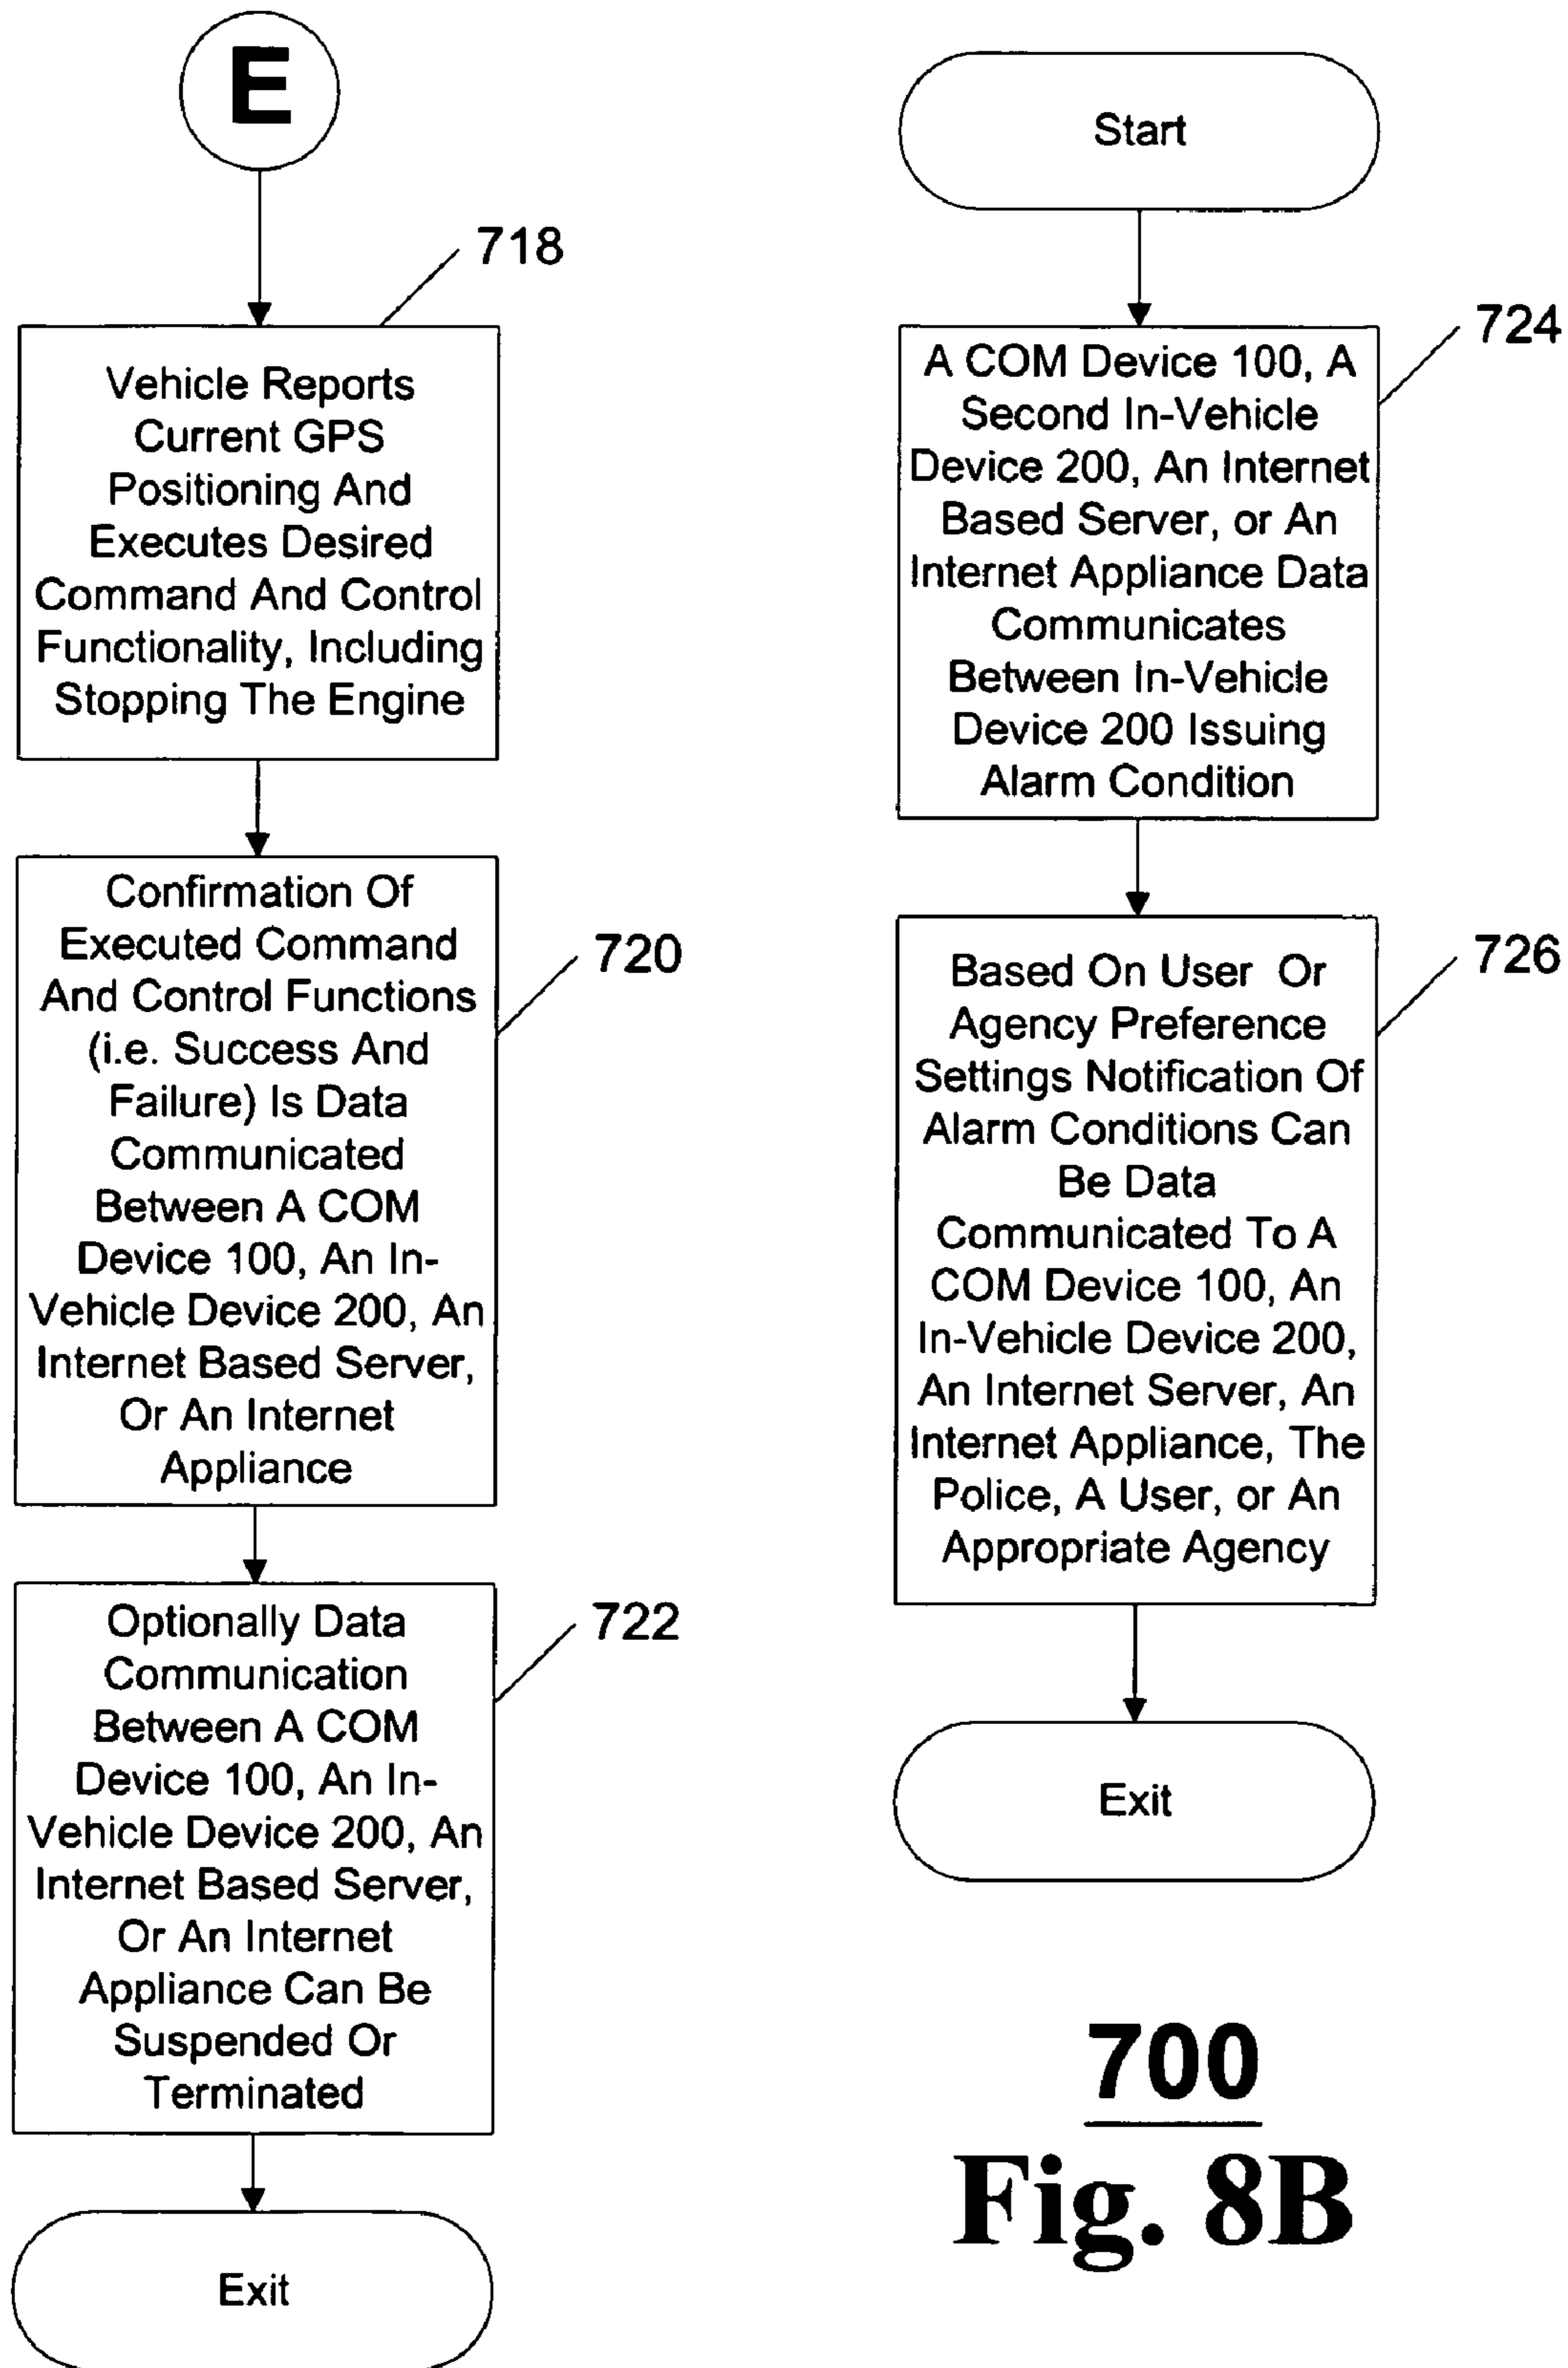 E
718
Vehicle Reports
Current GPS
Positioning And
Executes Desired
Command And Control
Functionality, Including
Stopping The Engine
720
Confirmation Of
Executed Command
And Control Functions
(i.e. Success And
Failure) Is Data
Communicated
Between A COM
Device 100, An In-
Vehicle Device 200, An
Internet Based Server,
Or An Internet
Appliance
722
Optionally Data
Communication
Between A COM
Device 100, An In-
Vehicle Device 200, An
Internet Based Server,
Or An Internet
Appliance Can Be
Suspended Or
Terminated
Exit
Start
724
A COM Device 100, A
Second In-Vehicle
Device 200, An Internet
Based Server, or An
Internet Appliance Data
Communicates
Between In-Vehicle
Device 200 Issuing
Alarm Condition
726
Based On User Or
Agency Preference
Settings Notification Of
Alarm Conditions Can
Be Data
Communicated To A
COM Device 100, An
In-Vehicle Device 200,
An Internet Server, An
Internet Appliance, The
Police, A User, or An
Appropriate Agency
Exit
700
Fig. 8B